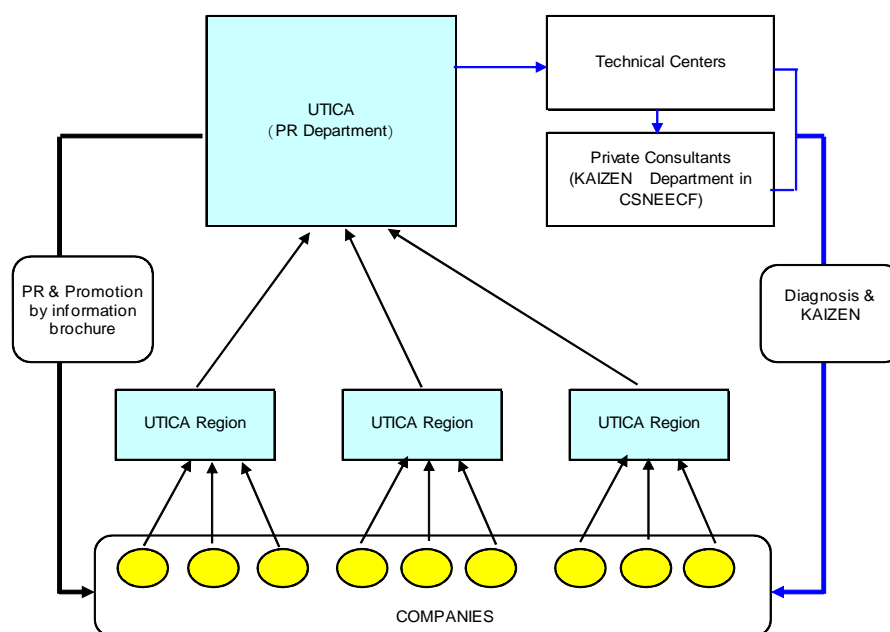 UTICA
(PR Department)
Technical Centers
Private Consultants
(KAIZEN Department in
CSNEECF)
PR & Promotion
by information
brochure
Diagnosis &
KAIZEN
UTICA Region
UTICA Region
UTICA Region
COMPANIES